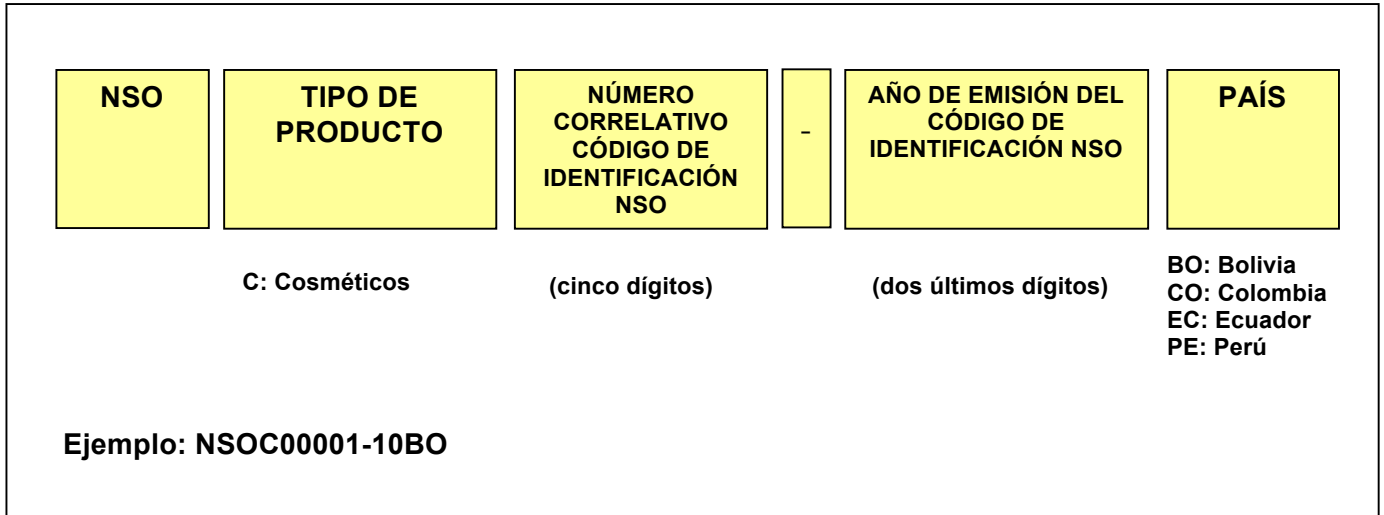 NSO
TIPO DE
PRODUCTO
NÚMERO
CORRELATIVO
CÓDIGO DE
IDENTIFICACIÓN
NSO
-
AÑO DE EMISIÓN DEL
CÓDIGO DE
IDENTIFICACIÓN NSO
PAÍS
C: Cosméticos
(cinco dígitos)
(dos últimos dígitos)
BO: Bolivia
CO: Colombia
EC: Ecuador
PE: Perú
Ejemplo: NSOC00001-10BO